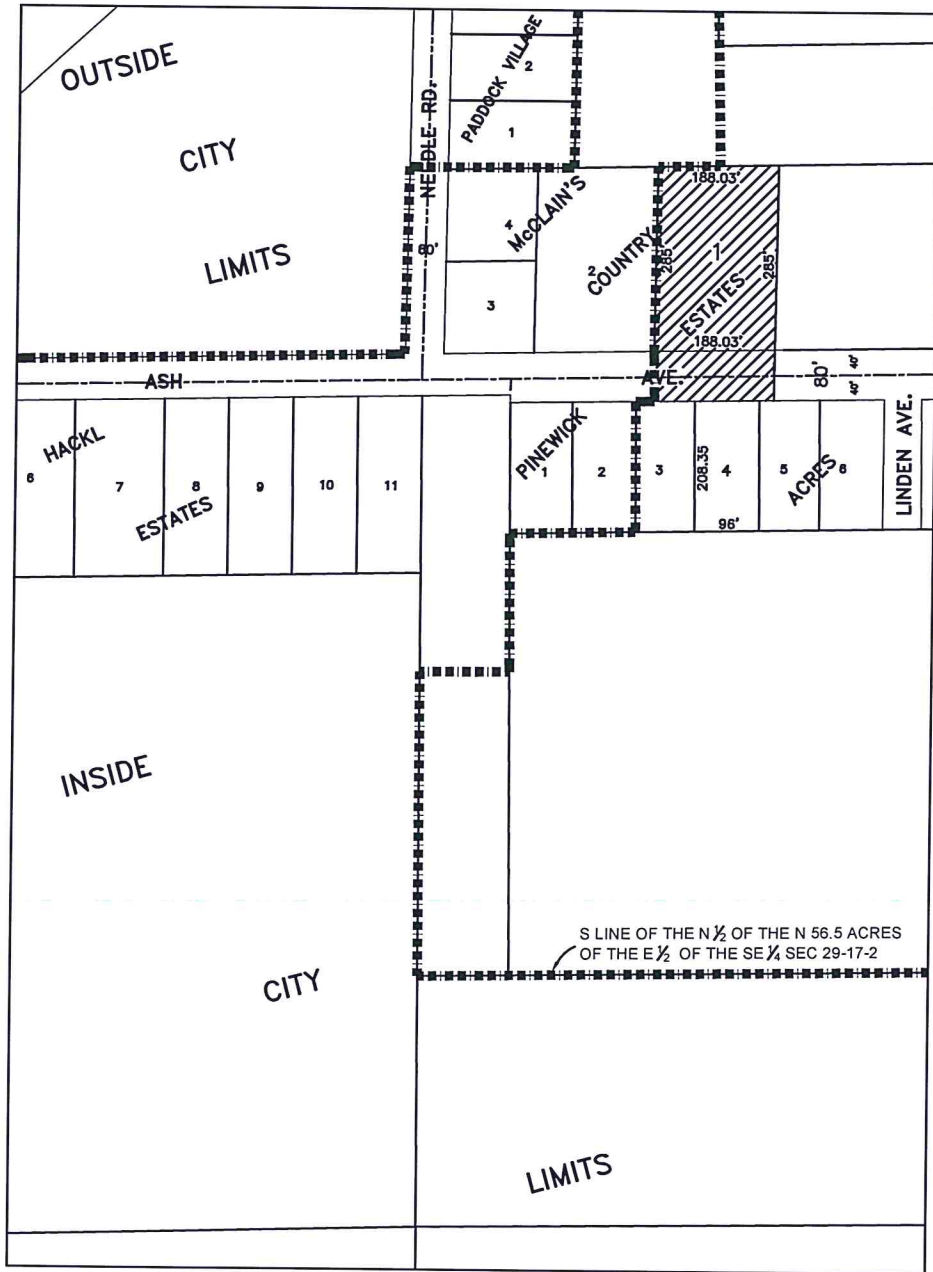 OUTSIDE
CITY
LIMITS
NEEDLE RD.
PADDOCK VILLAGE
2
1
McCLAIN'S
COUNTRY
ESTATES
4
3
2
1
60'
188.03'
285'
285'
188.03'
ASH
AVE.
80'
40'
40'
LINDEN AVE.
HACKL
ESTATES
6
7
8
9
10
11
PINEWICK
ACRES
1
2
3
4
5
6
208.35
96'
INSIDE
CITY
LIMITS
S LINE OF THE N ½ OF THE N 56.5 ACRES
OF THE E ½ OF THE SE ¼ SEC 29-17-2